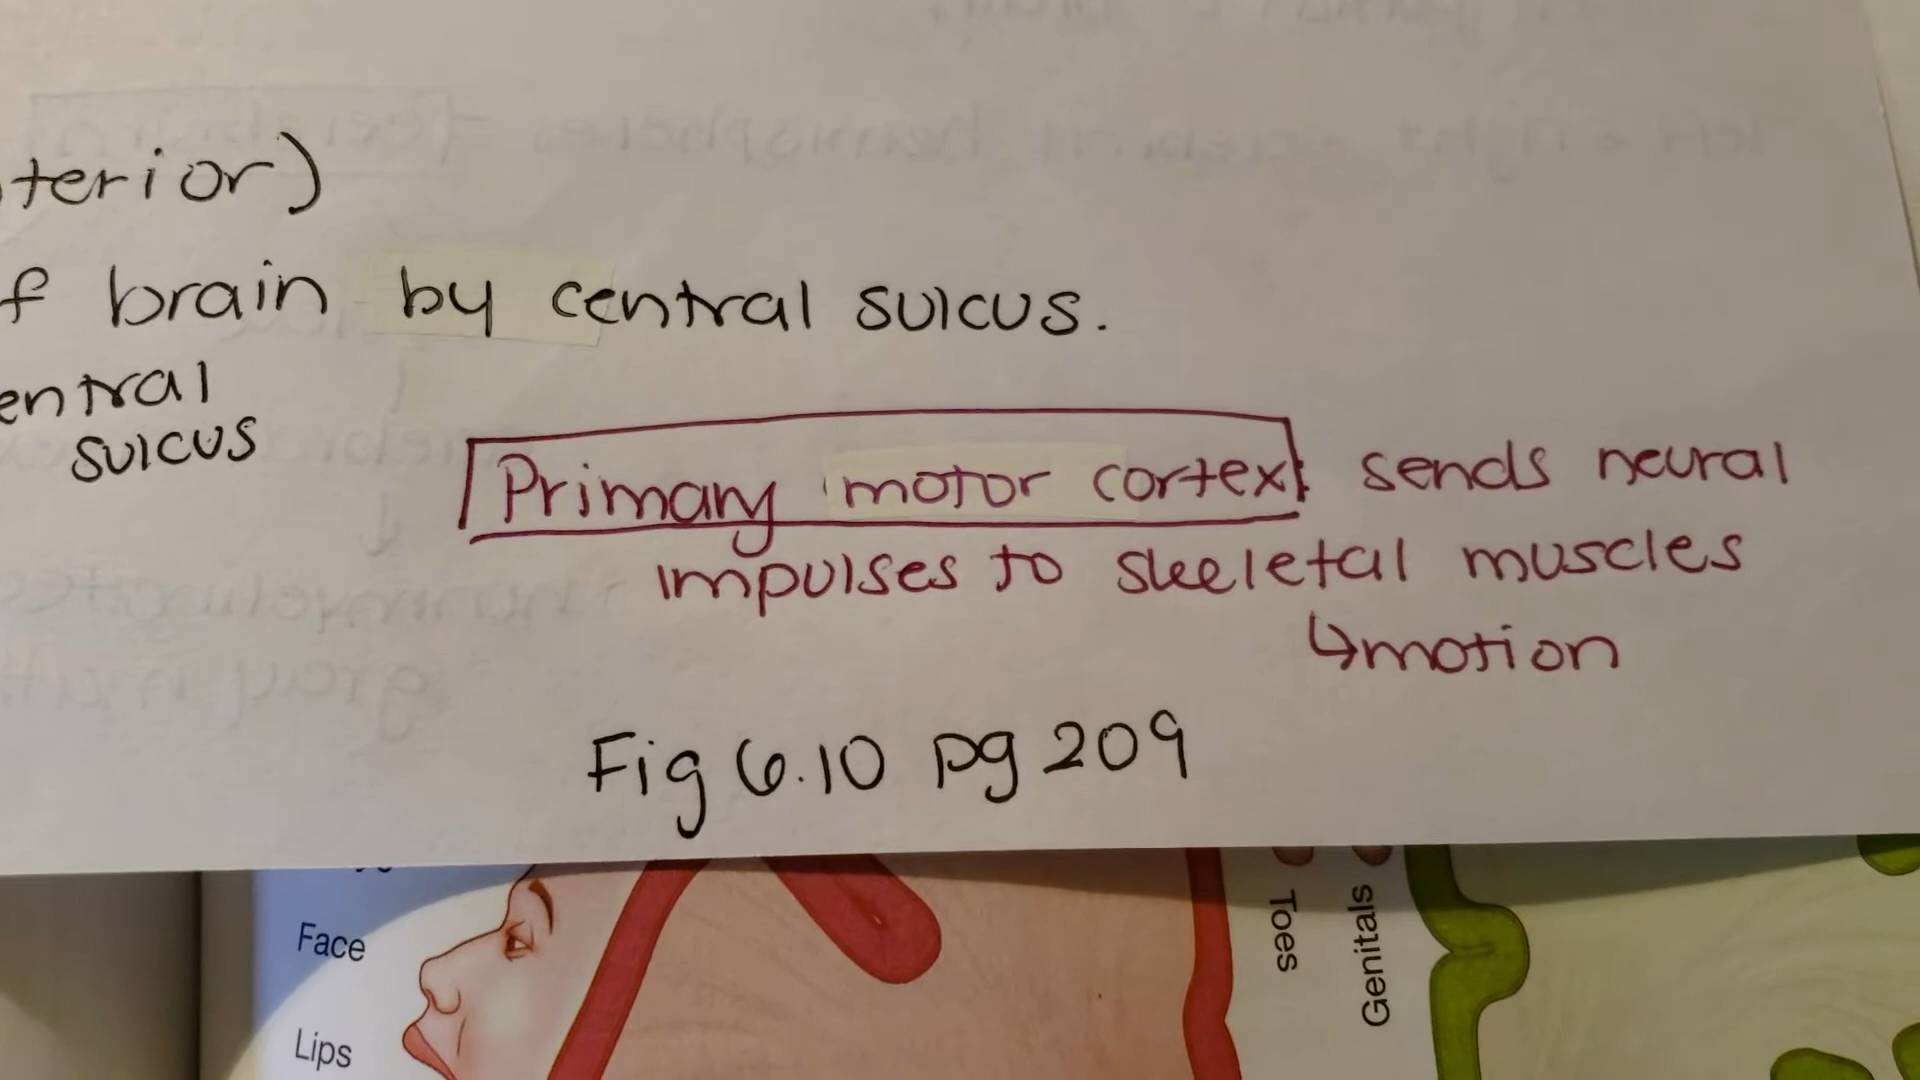 terior)
f brain by central sulcus.
entral
sulcus
Primary motor cortex: sends neural
impulses to skeletal muscles
↳motion
Fig 6.10 pg 209
Face
Lips
Toes
Genitals